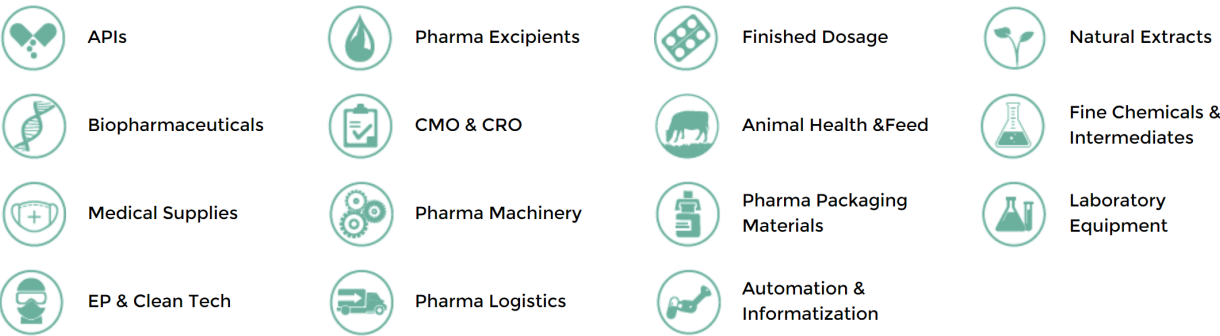 APIs
Pharma Excipients
Finished Dosage
Natural Extracts
Biopharmaceuticals
CMO & CRO
Animal Health &Feed
Fine Chemicals &
Intermediates
Medical Supplies
Pharma Machinery
Pharma Packaging
Materials
Laboratory
Equipment
EP & Clean Tech
Pharma Logistics
Automation &
Informatization